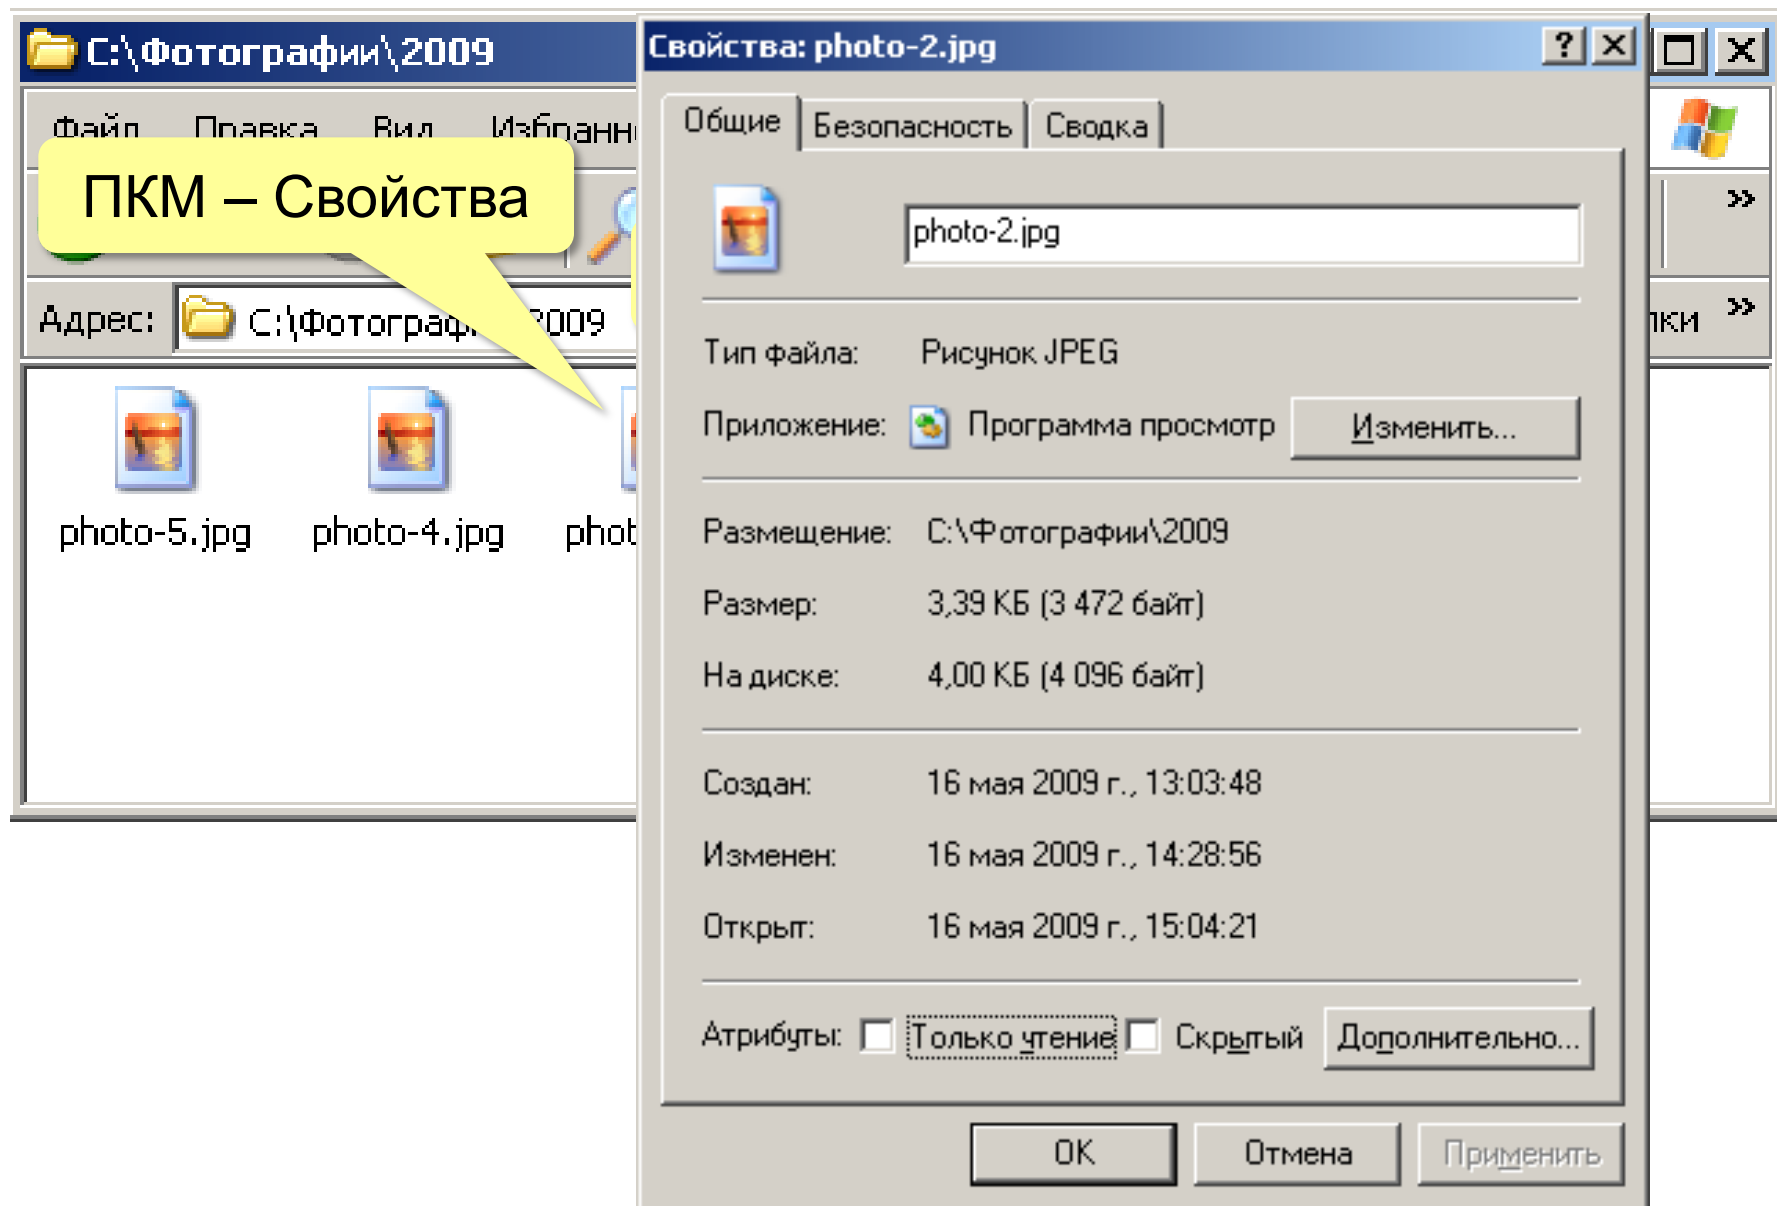 С:\Фотографии\2009
Файл Правка Вид
ПКМ – Свойства
Адрес:
2009
photo-5.jpg photo-4.jpg
Свойства: photo-2.jpg
Общие Безопасность Сводка
photo-2.jpg
Тип файла: Рисунок JPEG
Приложение: Программа просмотр Изменить...
Размещение: С:\Фотографии\2009
Размер: 3,39 КБ (3 472 байт)
На диске: 4,00 КБ (4 096 байт)
Создан: 16 мая 2009 г., 13:03:48
Изменен: 16 мая 2009 г., 14:28:56
Открыт: 16 мая 2009 г., 15:04:21
Атрибуты: Только чтение Скрытый Дополнительно...
ОК Отмена Применить